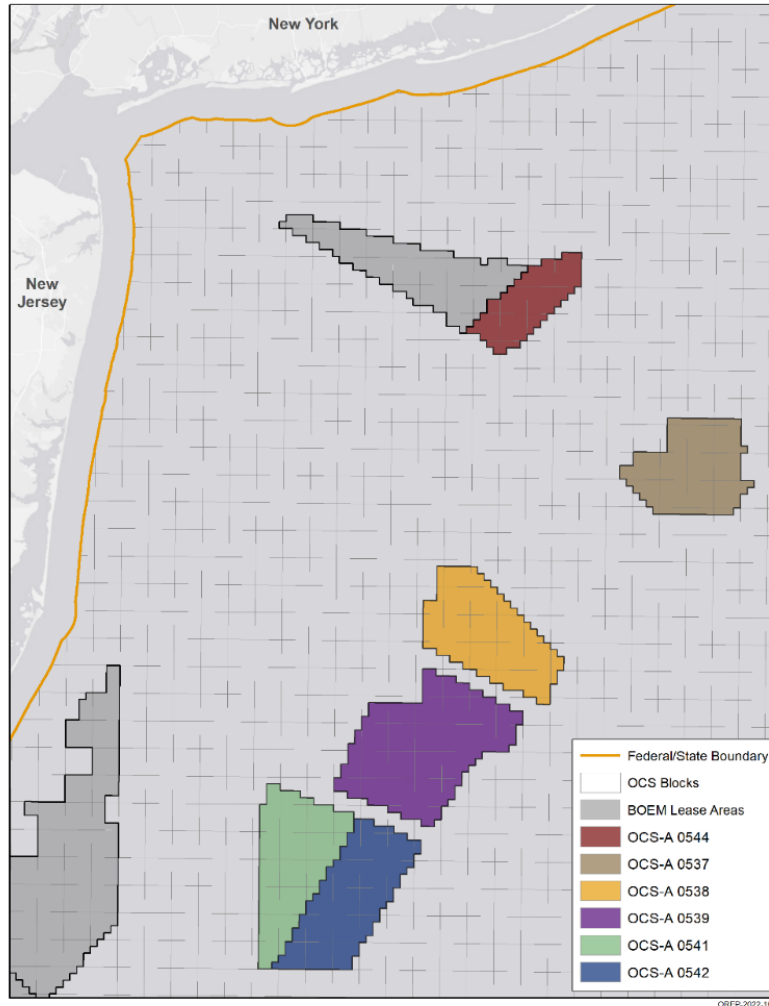 New York
New
Jersey
Federal/State Boundary
OCS Blocks
BOEM Lease Areas
OCS-A 0544
OCS-A 0537
OCS-A 0538
OCS-A 0539
OCS-A 0541
OCS-A 0542